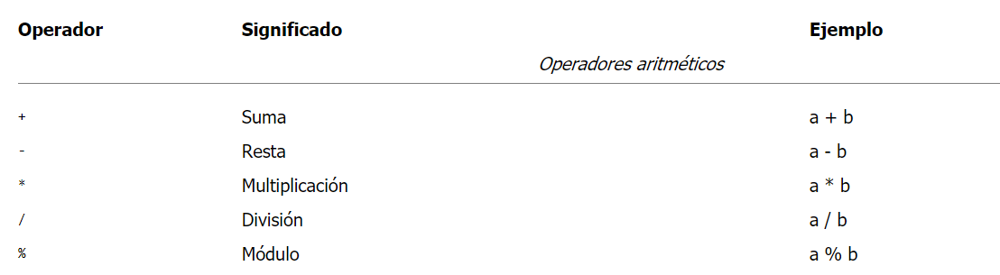 Operador Significado Ejemplo
Operadores aritméticos
+ Suma a + b
- Resta a - b
* Multiplicación a * b
/ División a / b
% Módulo a % b